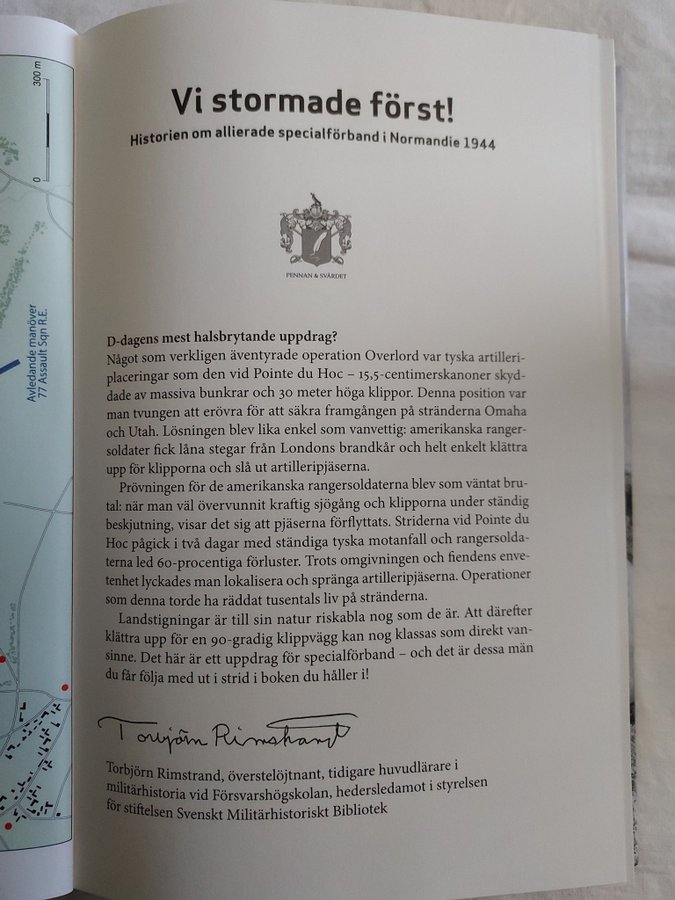 300 m
0
Avledande manöver
77 Assault Sqn R.E.
Vi stormade först!
Historien om allierade specialförband i Normandie 1944
PENNAN & SVÄRDET
D-dagens mest halsbrytande uppdrag?
Något som verkligen äventyrade operation Overlord var tyska artilleri-
placeringar som den vid Pointe du Hoc – 15,5-centimerskanoner skyd-
dade av massiva bunkrar och 30 meter höga klippor. Denna position var
man tvungen att erövra för att säkra framgången på stränderna Omaha
och Utah. Lösningen blev lika enkel som vanvettig: amerikanska ranger-
soldater fick låna stegar från Londons brandkår och helt enkelt klättra
upp för klipporna och slå ut artilleripjäserna.
Prövningen för de amerikanska rangersoldaterna blev som väntat bru-
tal: när man väl övervunnit kraftig sjögång och klipporna under ständig
beskjutning, visar det sig att pjäserna förflyttats. Striderna vid Pointe du
Hoc pågick i två dagar med ständiga tyska motanfall och rangersolda-
terna led 60-procentiga förluster. Trots omgivningen och fiendens enve-
tenhet lyckades man lokalisera och spränga artilleripjäserna. Operationer
som denna torde ha räddat tusentals liv på stränderna.
Landstigningar är till sin natur riskabla nog som de är. Att därefter
klättra upp för en 90-gradig klippvägg kan nog klassas som direkt van-
sinne. Det här är ett uppdrag för specialförband – och det är dessa män
du får följa med ut i strid i boken du håller i!
Torbjörn Rimstrand
Torbjörn Rimstrand, överstelöjtnant, tidigare huvudlärare i
militärhistoria vid Försvarshögskolan, hedersledamot i styrelsen
för stiftelsen Svenskt Militärhistoriskt Bibliotek